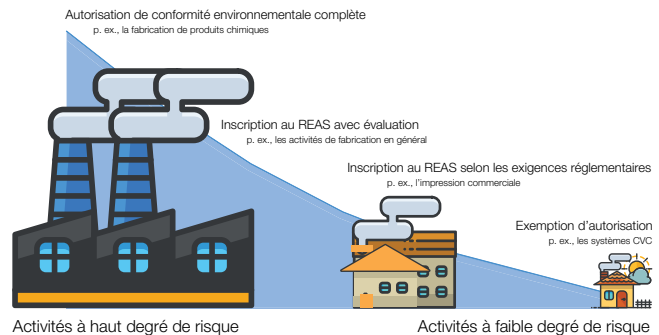 Autorisation de conformité environnementale complète
p. ex., la fabrication de produits chimiques
Inscription au REAS avec évaluation
p. ex., les activités de fabrication en général
Inscription au REAS selon les exigences réglementaires
p. ex., l'impression commerciale
Exemption d'autorisation
p. ex., les systèmes CVC
Activités à haut degré de risque
Activités à faible degré de risque